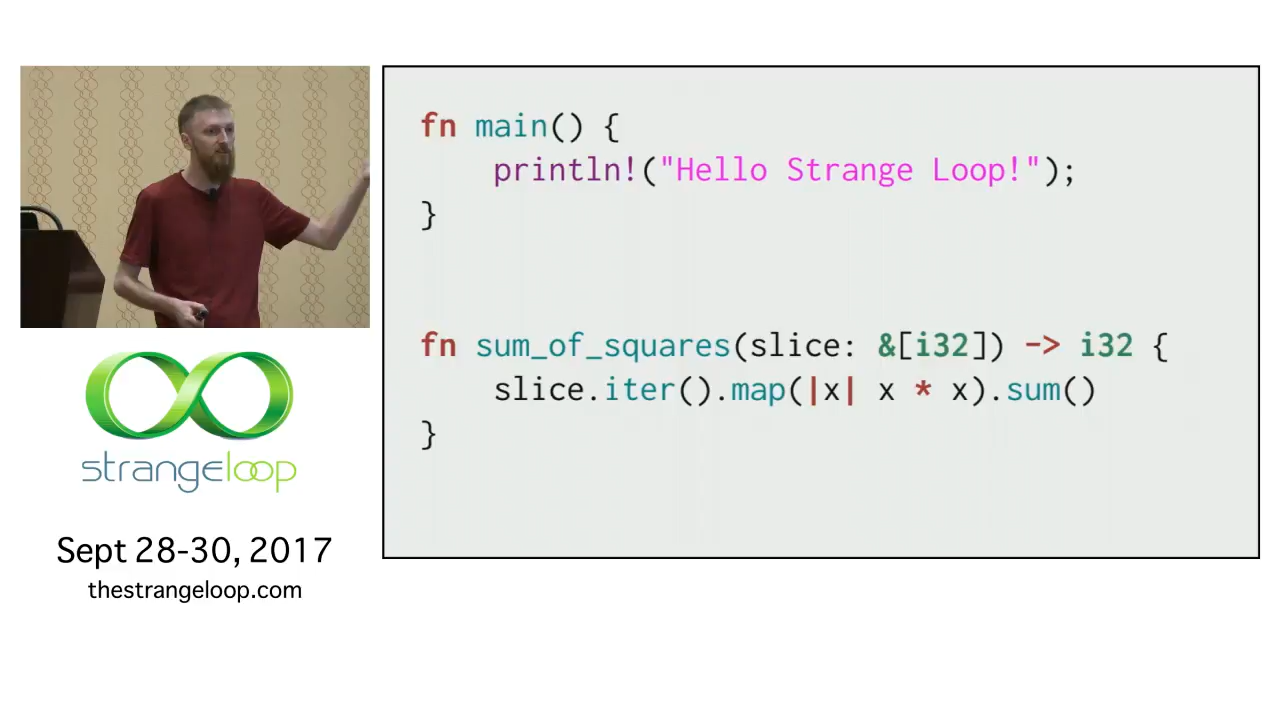 fn main() {
    println!("Hello Strange Loop!");
}
fn sum_of_squares(slice: &[i32]) -> i32 {
    slice.iter().map(|x| x * x).sum()
}
strangeloop
Sept 28-30, 2017
thestrangeloop.com